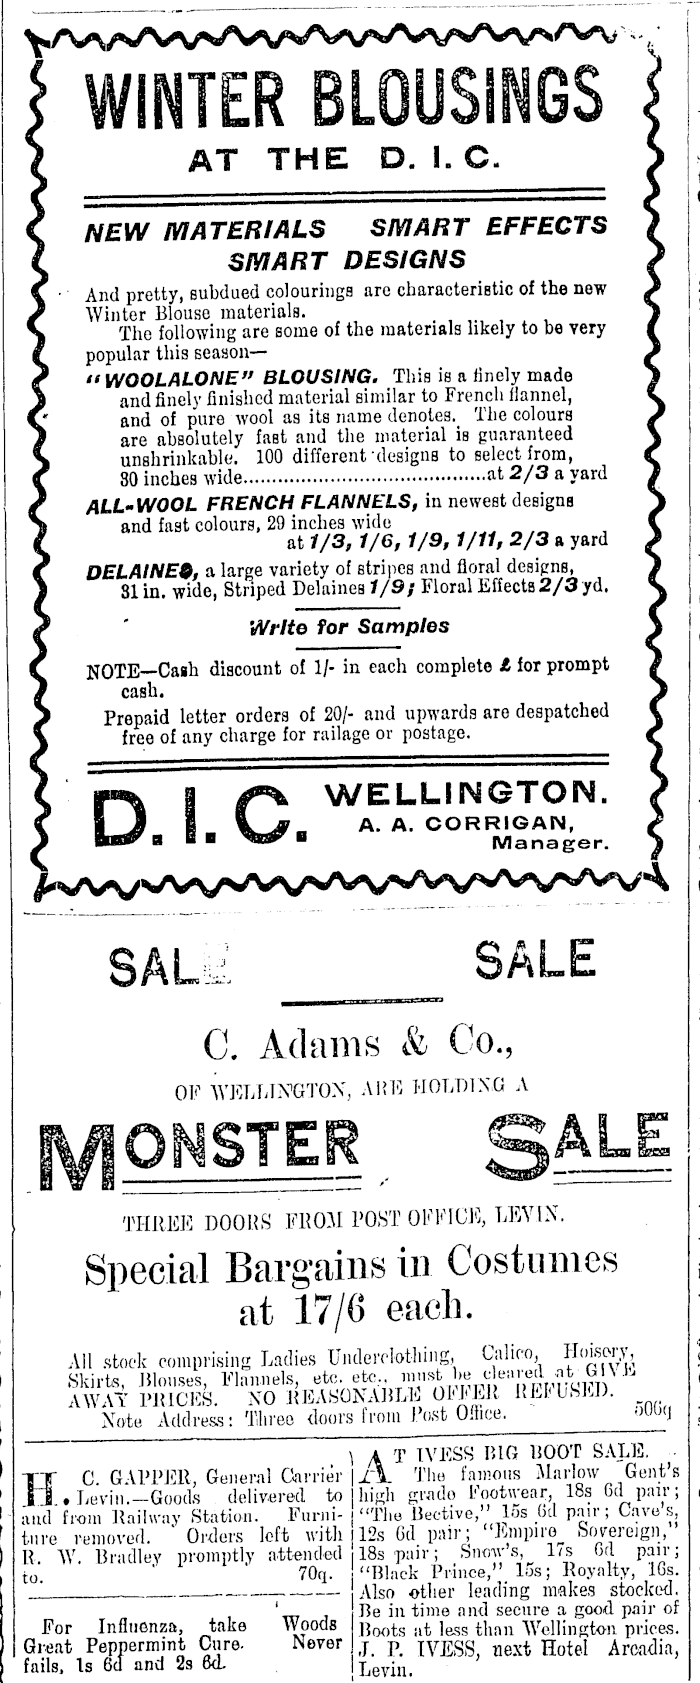 WINTER BLOUSINGS
AT THE D. I. C.
NEW MATERIALS SMART EFFECTS
SMART DESIGNS
And pretty, subdued colourings are characteristic of the new
Winter Blouse materials.
The following are some of the materials likely to be very
popular this season—
"WOOLALONE" BLOUSING. This is a finely made
and finely finished material similar to French flannel,
and of pure wool as its name denotes. The colours
are absolutely fast and the material is guaranteed
unshrinkable. 100 different designs to select from,
30 inches wide..........................................at 2/3 a yard
ALL-WOOL FRENCH FLANNELS, in newest designs
and fast colours, 29 inches wide
at 1/3, 1/6, 1/9, 1/11, 2/3 a yard
DELAINES, a large variety of stripes and floral designs,
31 in. wide, Striped Delaines 1/9; Floral Effects 2/3 yd.
Write for Samples
NOTE—Cash discount of 1/- in each complete £ for prompt
cash.
Prepaid letter orders of 20/- and upwards are despatched
free of any charge for railage or postage.
D.I.C. WELLINGTON.
A. A. CORRIGAN,
Manager.
SALE SALE
C. Adams & Co.,
OF WELLINGTON, ARE HOLDING A
MONSTER SALE
THREE DOORS FROM POST OFFICE, LEVIN.
Special Bargains in Costumes
at 17/6 each.
All stock comprising Ladies Underclothing, Calico, Hoisery,
Skirts, Blouses, Flannels, etc. etc., must be cleared at GIVE
AWAY PRICES. NO REASONABLE OFFER REFUSED.
Note Address: Three doors from Post Office. 506q
H. C. GAPPER, General Carrier
Levin.—Goods delivered to
and from Railway Station. Furni-
ture removed. Orders left with
R. W. Bradley promptly attended
to. 70q.
For Influenza, take Woods
Great Peppermint Cure. Never
fails, 1s 6d and 2s 6d.
AT IVESS BIG BOOT SALE.
The famous Marlow Gent's
high grade Footwear, 18s 6d pair;
"The Bective," 15s 6d pair; Cave's,
12s 6d pair; "Empire Sovereign,"
18s pair; Snow's, 17s 6d pair;
"Black Prince," 15s; Royalty, 16s.
Also other leading makes stocked.
Be in time and secure a good pair of
Boots at less than Wellington prices.
J. P. IVESS, next Hotel Arcadia,
Levin.